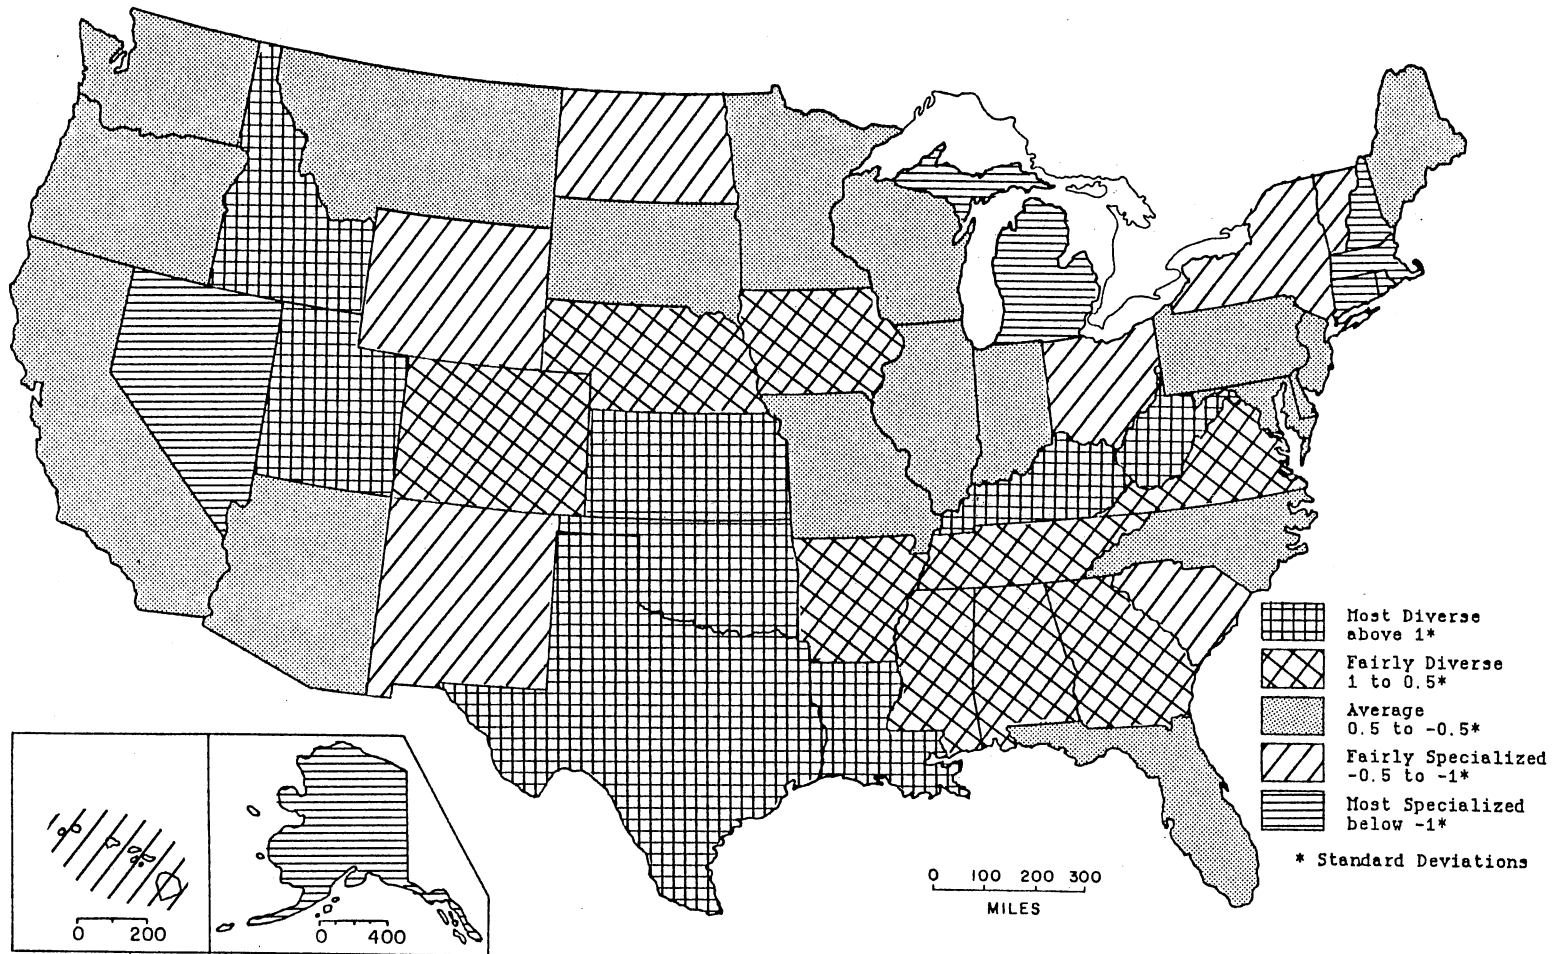 Most Diverse
above 1*
Fairly Diverse
1 to 0.5*
Average
0.5 to -0.5*
Fairly Specialized
-0.5 to -1*
Most Specialized
below -1*
* Standard Deviations
0 100 200 300
MILES
0 200
0 400